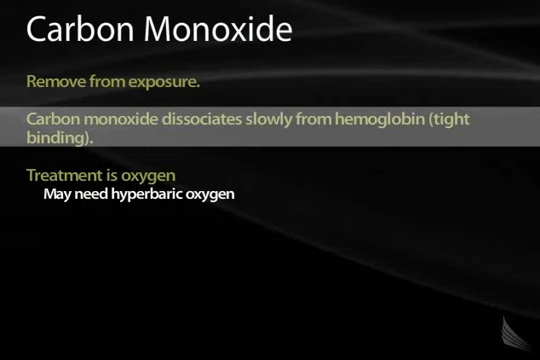 Carbon Monoxide
Remove from exposure.
Carbon monoxide dissociates slowly from hemoglobin (tight
binding).
Treatment is oxygen
May need hyperbaric oxygen